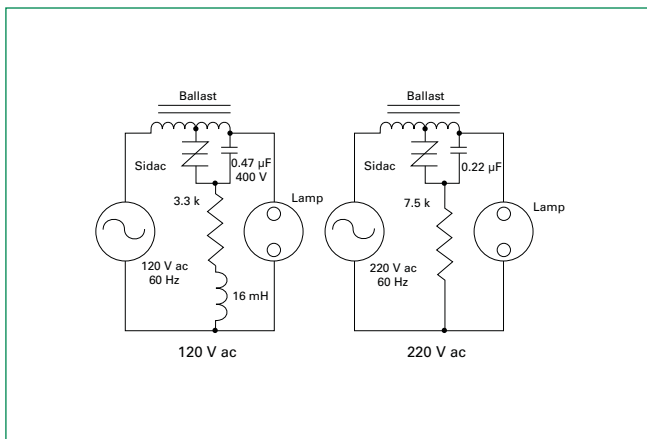 Ballast
Sidac
0.47 µF
400 V
3.3 k
Lamp
120 V ac
60 Hz
16 mH
120 V ac
Ballast
Sidac
0.22 µF
7.5 k
Lamp
220 V ac
60 Hz
220 V ac